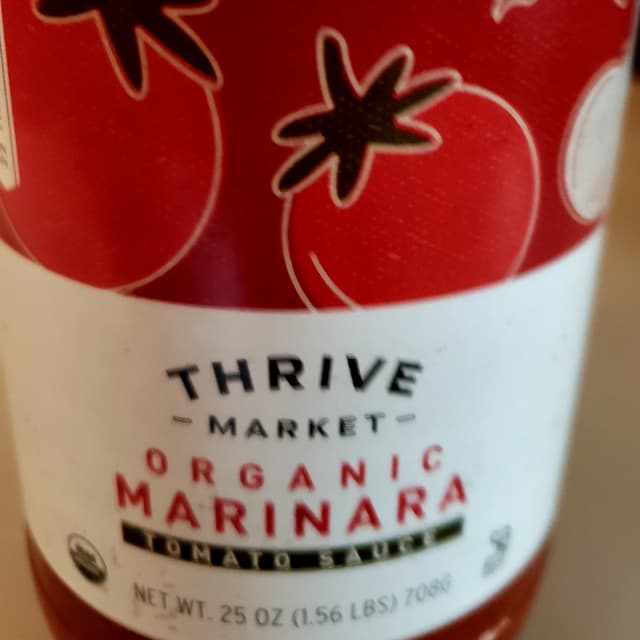 THRIVE
- MARKET -
ORGANIC
MARINARA
TOMATO SAUCE
NET WT. 25 OZ (1.56 LBS) 708G